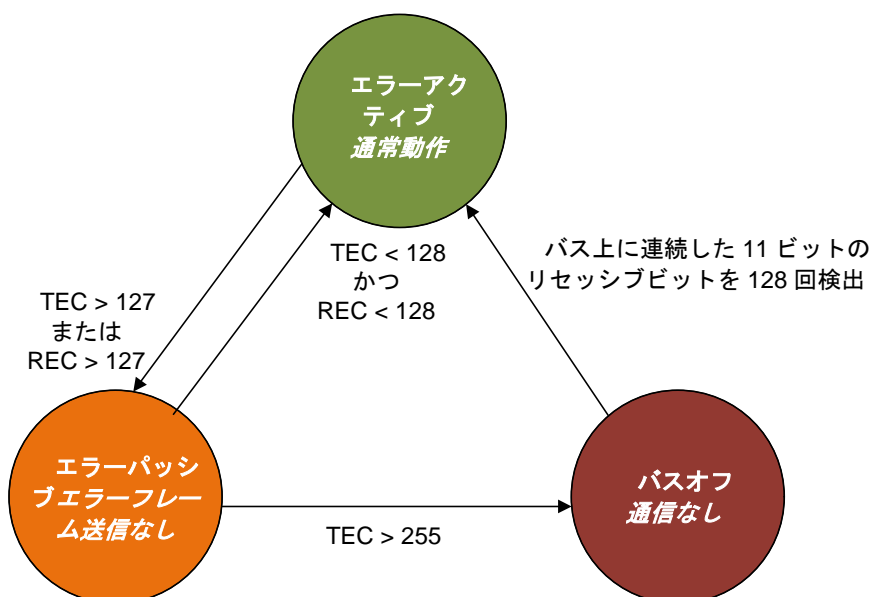 エラーアク
ティブ
通常動作
TEC < 128
かつ
REC < 128
バス上に連続した 11 ビットの
リセッシブビットを 128 回検出
TEC > 127
または
REC > 127
エラーパッシ
ブエラーフレー
ム送信なし
TEC > 255
バスオフ
通信なし